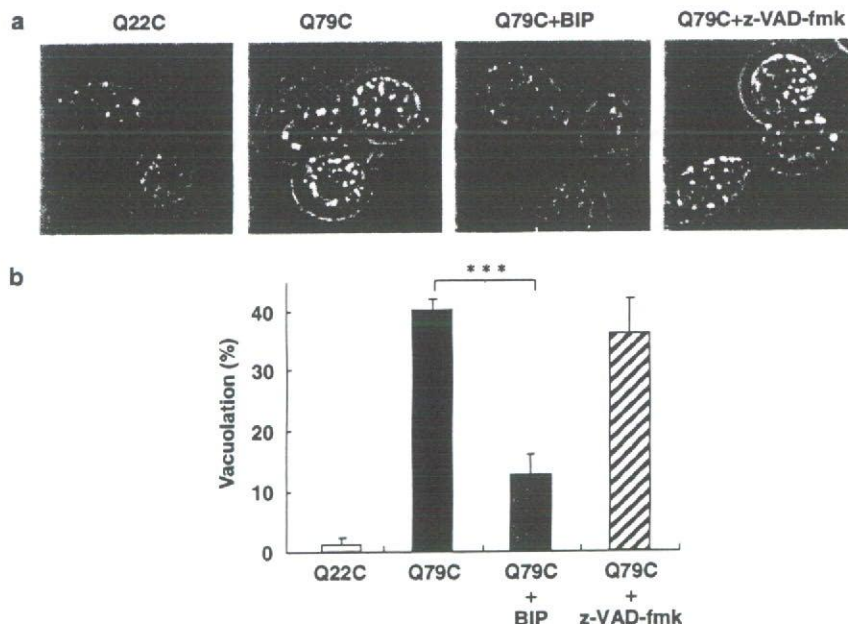 a
Q22C Q79C Q79C+BIP Q79C+z-VAD-fmk
b
***
Vacuolation (%)
40
30
20
10
0
Q22C Q79C Q79C Q79C
+ +
BIP z-VAD-fmk